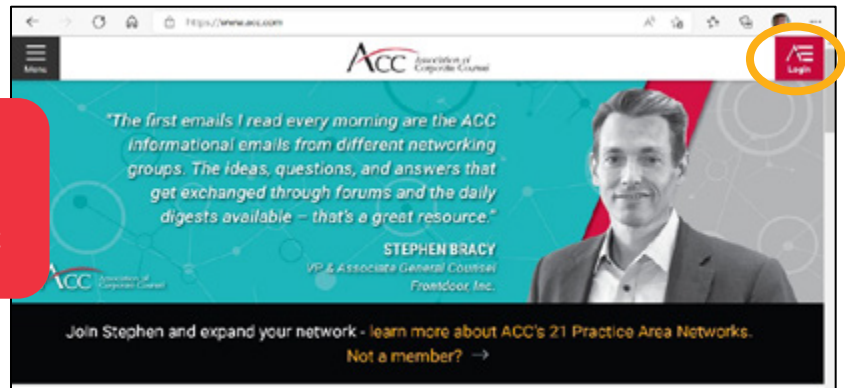 https://www.acc.com
Menu
ACC Association of
Corporate Counsel
Login
"The first emails I read every morning are the ACC
informational emails from different networking
groups. The ideas, questions, and answers that
get exchanged through forums and the daily
digests available – that's a great resource."
STEPHEN BRACY
VP & Associate General Counsel
Frontdoor, Inc.
ACC Association of
Corporate Counsel
Join Stephen and expand your network - learn more about ACC's 21 Practice Area Networks.
Not a member? →